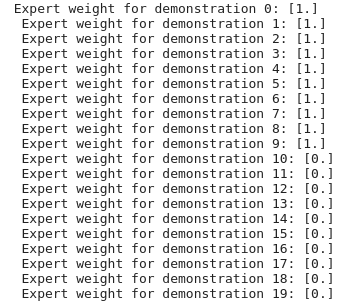 Expert weight for demonstration 0: [1.]
Expert weight for demonstration 1: [1.]
Expert weight for demonstration 2: [1.]
Expert weight for demonstration 3: [1.]
Expert weight for demonstration 4: [1.]
Expert weight for demonstration 5: [1.]
Expert weight for demonstration 6: [1.]
Expert weight for demonstration 7: [1.]
Expert weight for demonstration 8: [1.]
Expert weight for demonstration 9: [1.]
Expert weight for demonstration 10: [0.]
Expert weight for demonstration 11: [0.]
Expert weight for demonstration 12: [0.]
Expert weight for demonstration 13: [0.]
Expert weight for demonstration 14: [0.]
Expert weight for demonstration 15: [0.]
Expert weight for demonstration 16: [0.]
Expert weight for demonstration 17: [0.]
Expert weight for demonstration 18: [0.]
Expert weight for demonstration 19: [0.]